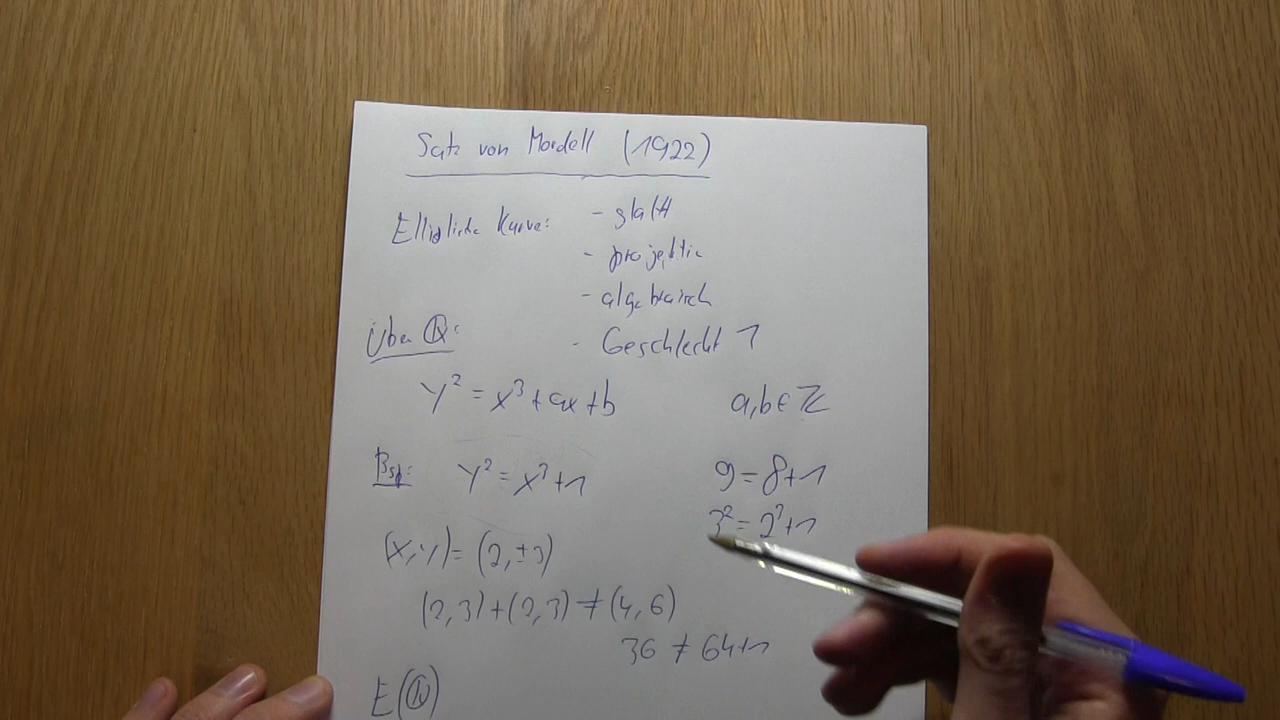 Satz von Mordell (1922)
Elliptische Kurve: - glatt
- projektiv
- algebraisch
- Geschlecht 1
Über ℚ:
y² = x³ + ax + b a, b ∈ ℤ
Bsp: y² = x³ + 1 9 = 8 + 1
3² = 2³ + 1
(x, y) = (2, ±3)
(2, 3) + (2, 3) ≠ (4, 6)
36 ≠ 64 + 1
E(ℚ)